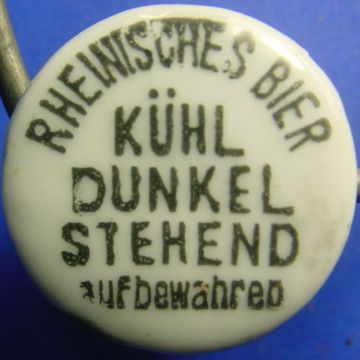 RHEINISCHES BIER
KÜHL
DUNKEL
STEHEND
aufbewahren